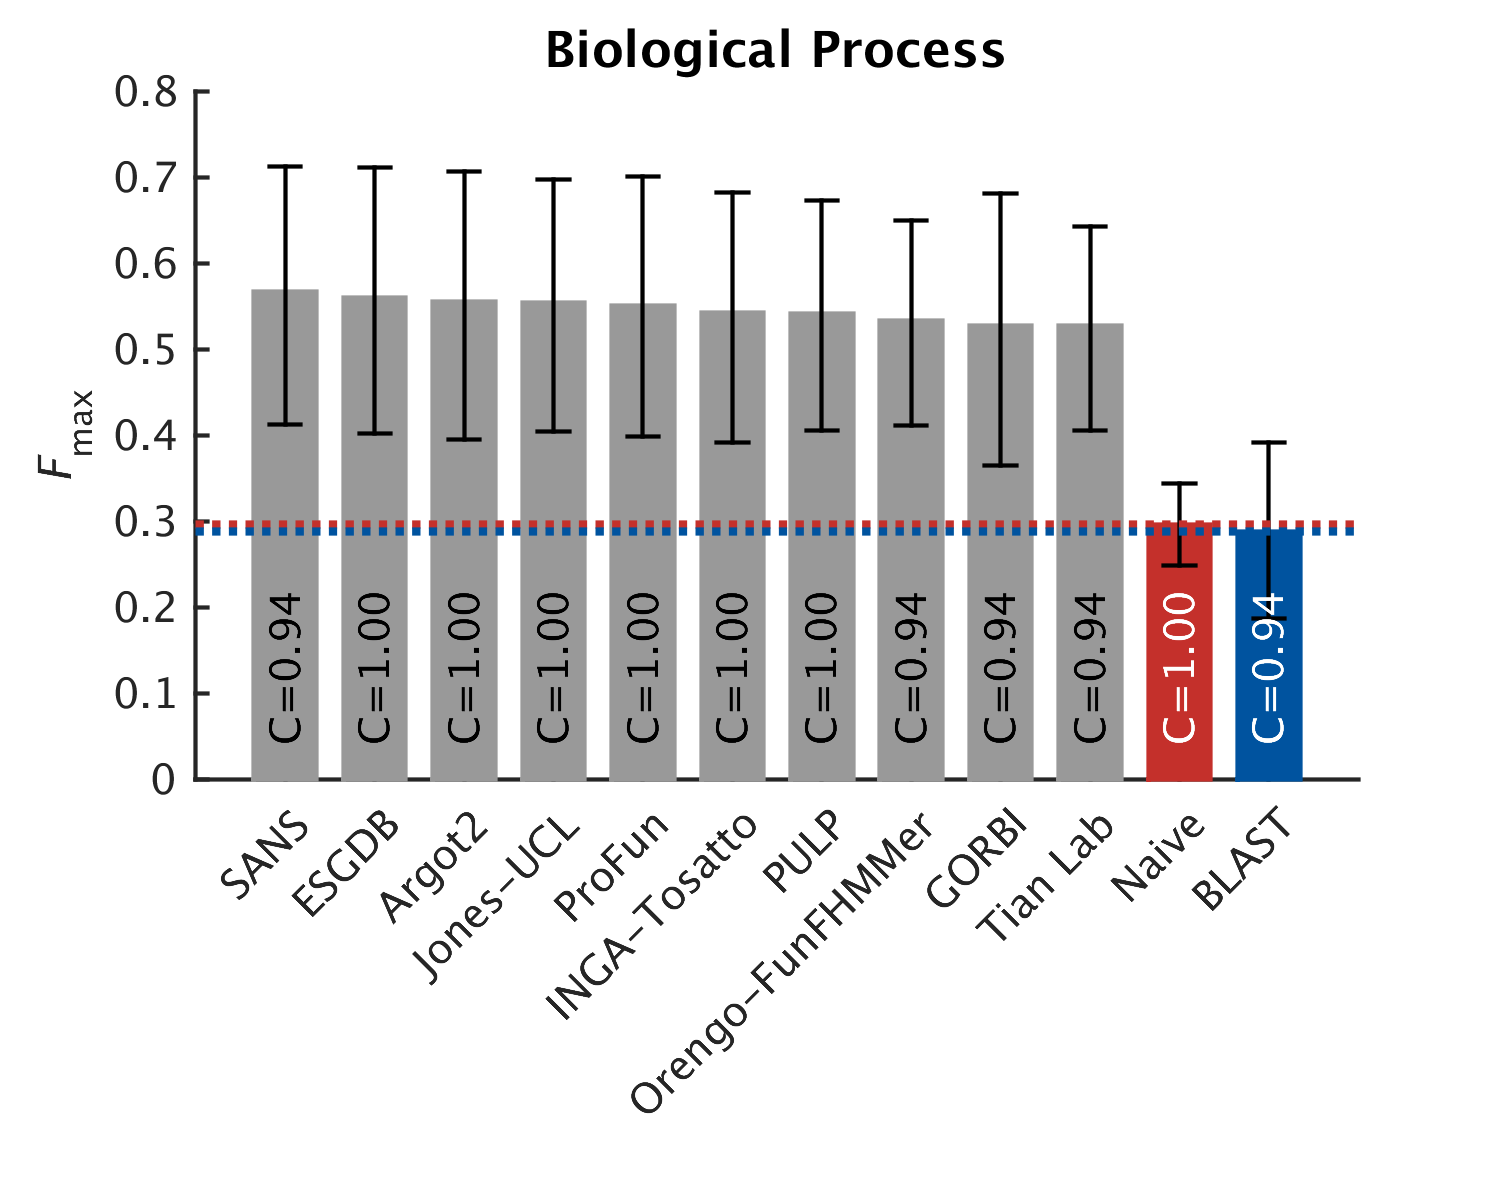 Biological Process
0.8
0.7
0.6
0.5
0.4
0.3
0.2
0.1
0
Fmax
C=0.94
C=1.00
C=1.00
C=1.00
C=1.00
C=1.00
C=1.00
C=0.94
C=0.94
C=0.94
C=1.00
C=0.94
SANS
ESGDB
Argot2
Jones-UCL
ProFun
INGA-Tosatto
PULP
Orengo-FunFHMMer
GORBI
Tian Lab
Naive
BLAST